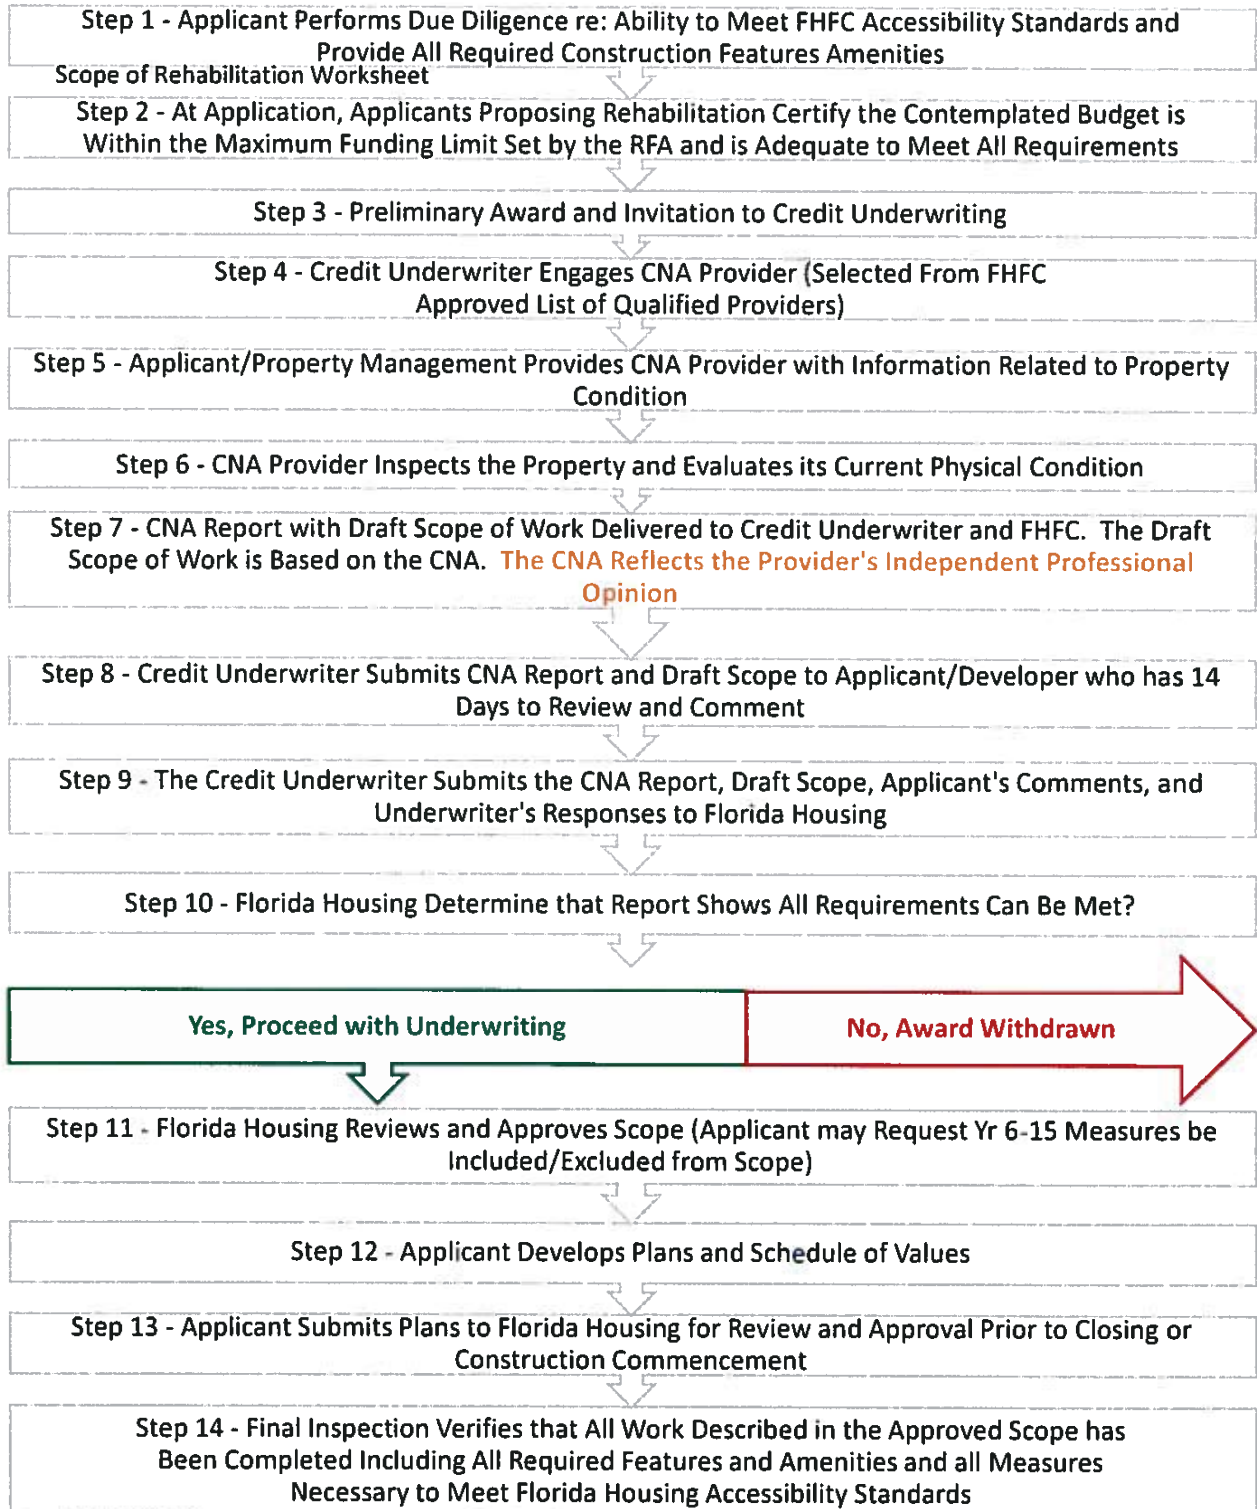 Step 1 - Applicant Performs Due Diligence re: Ability to Meet FHFC Accessibility Standards and
Provide All Required Construction Features Amenities
Scope of Rehabilitation Worksheet
Step 2 - At Application, Applicants Proposing Rehabilitation Certify the Contemplated Budget is
Within the Maximum Funding Limit Set by the RFA and is Adequate to Meet All Requirements
Step 3 - Preliminary Award and Invitation to Credit Underwriting
Step 4 - Credit Underwriter Engages CNA Provider (Selected From FHFC
Approved List of Qualified Providers)
Step 5 - Applicant/Property Management Provides CNA Provider with Information Related to Property
Condition
Step 6 - CNA Provider Inspects the Property and Evaluates its Current Physical Condition
Step 7 - CNA Report with Draft Scope of Work Delivered to Credit Underwriter and FHFC. The Draft
Scope of Work is Based on the CNA. The CNA Reflects the Provider's Independent Professional
Opinion
Step 8 - Credit Underwriter Submits CNA Report and Draft Scope to Applicant/Developer who has 14
Days to Review and Comment
Step 9 - The Credit Underwriter Submits the CNA Report, Draft Scope, Applicant's Comments, and
Underwriter's Responses to Florida Housing
Step 10 - Florida Housing Determine that Report Shows All Requirements Can Be Met?
Yes, Proceed with Underwriting
No, Award Withdrawn
Step 11 - Florida Housing Reviews and Approves Scope (Applicant may Request Yr 6-15 Measures be
Included/Excluded from Scope)
Step 12 - Applicant Develops Plans and Schedule of Values
Step 13 - Applicant Submits Plans to Florida Housing for Review and Approval Prior to Closing or
Construction Commencement
Step 14 - Final Inspection Verifies that All Work Described in the Approved Scope has
Been Completed Including All Required Features and Amenities and all Measures
Necessary to Meet Florida Housing Accessibility Standards